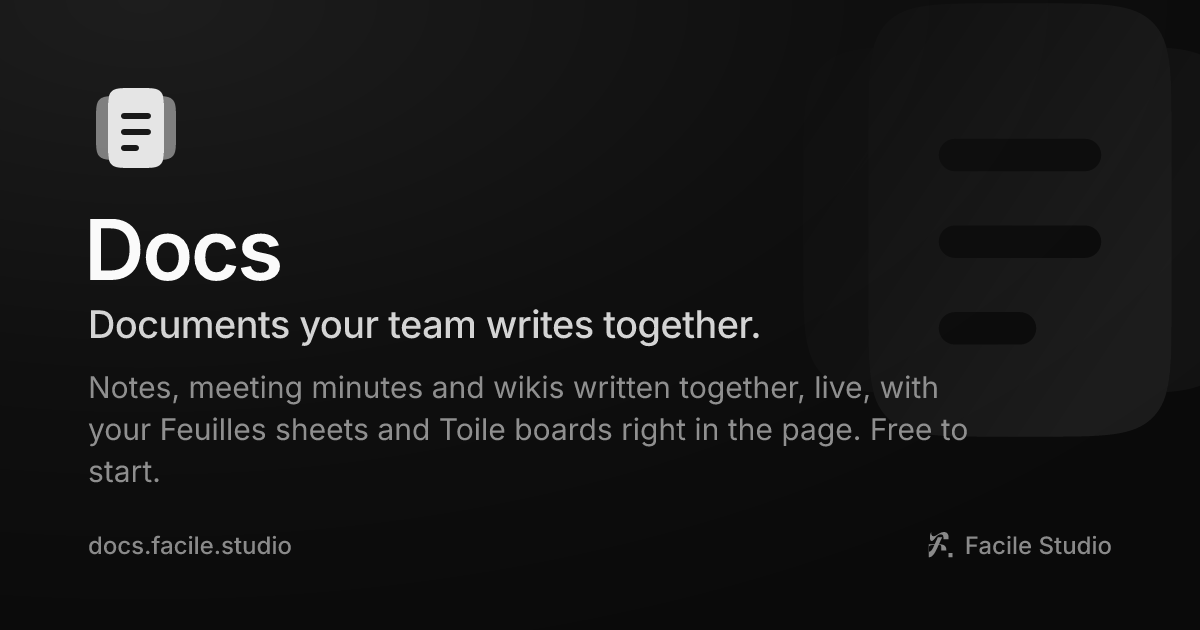 Docs
Documents your team writes together.
Notes, meeting minutes and wikis written together, live, with
your Feuilles sheets and Toile boards right in the page. Free to
start.
docs.facile.studio
Facile Studio